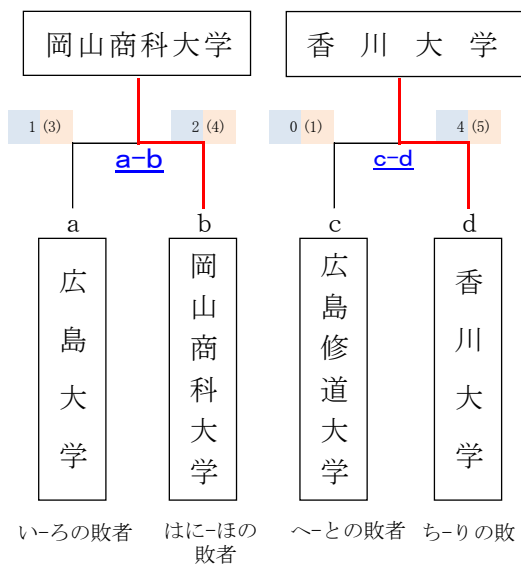 岡山商科大学
香川大学
1 (3)
2 (4)
0 (1)
4 (5)
a-b
c-d
a
b
c
d
広島大学
岡山商科大学
広島修道大学
香川大学
い-ろの敗者
はに-ほの
敗者
へ-との敗者
ち-りの敗